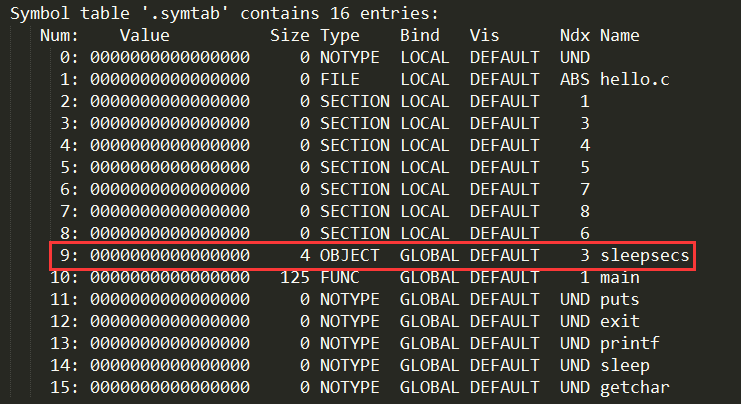 Symbol table '.symtab' contains 16 entries:
Num: Value Size Type Bind Vis Ndx Name
0: 0000000000000000 0 NOTYPE LOCAL DEFAULT UND
1: 0000000000000000 0 FILE LOCAL DEFAULT ABS hello.c
2: 0000000000000000 0 SECTION LOCAL DEFAULT 1
3: 0000000000000000 0 SECTION LOCAL DEFAULT 3
4: 0000000000000000 0 SECTION LOCAL DEFAULT 4
5: 0000000000000000 0 SECTION LOCAL DEFAULT 5
6: 0000000000000000 0 SECTION LOCAL DEFAULT 7
7: 0000000000000000 0 SECTION LOCAL DEFAULT 8
8: 0000000000000000 0 SECTION LOCAL DEFAULT 6
9: 0000000000000000 4 OBJECT GLOBAL DEFAULT 3 sleepsecs
10: 0000000000000000 125 FUNC GLOBAL DEFAULT 1 main
11: 0000000000000000 0 NOTYPE GLOBAL DEFAULT UND puts
12: 0000000000000000 0 NOTYPE GLOBAL DEFAULT UND exit
13: 0000000000000000 0 NOTYPE GLOBAL DEFAULT UND printf
14: 0000000000000000 0 NOTYPE GLOBAL DEFAULT UND sleep
15: 0000000000000000 0 NOTYPE GLOBAL DEFAULT UND getchar